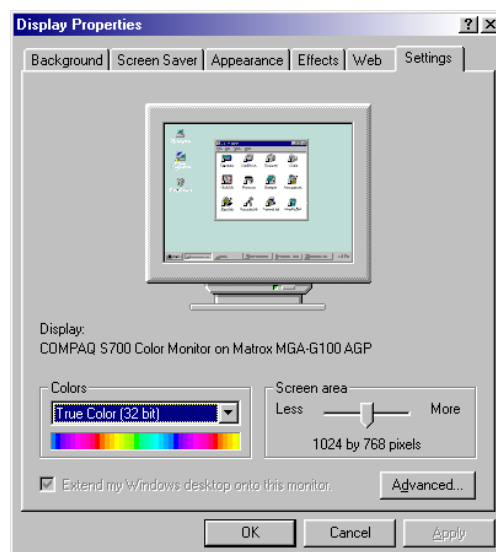 Display Properties
? ×
Background Screen Saver Appearance Effects Web Settings
Display:
COMPAQ S700 Color Monitor on Matrox MGA-G100 AGP
Colors
True Color (32 bit)
Screen area
Less More
1024 by 768 pixels
Extend my Windows desktop onto this monitor.
Advanced...
OK Cancel Apply